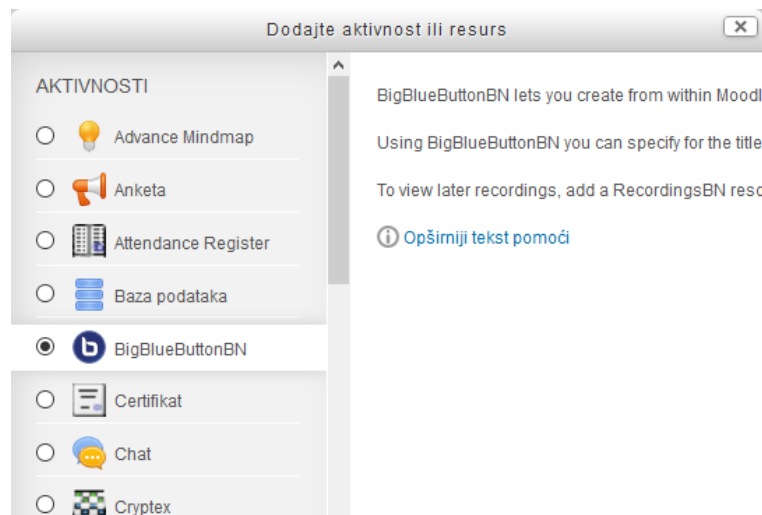 Dodajte aktivnost ili resurs
AKTIVNOSTI
Advance Mindmap
Anketa
Attendance Register
Baza podataka
BigBlueButtonBN
Certifikat
Chat
Cryptex
BigBlueButtonBN lets you create from within Moodl
Using BigBlueButtonBN you can specify for the title
To view later recordings, add a RecordingsBN reso
Opširniji tekst pomoći